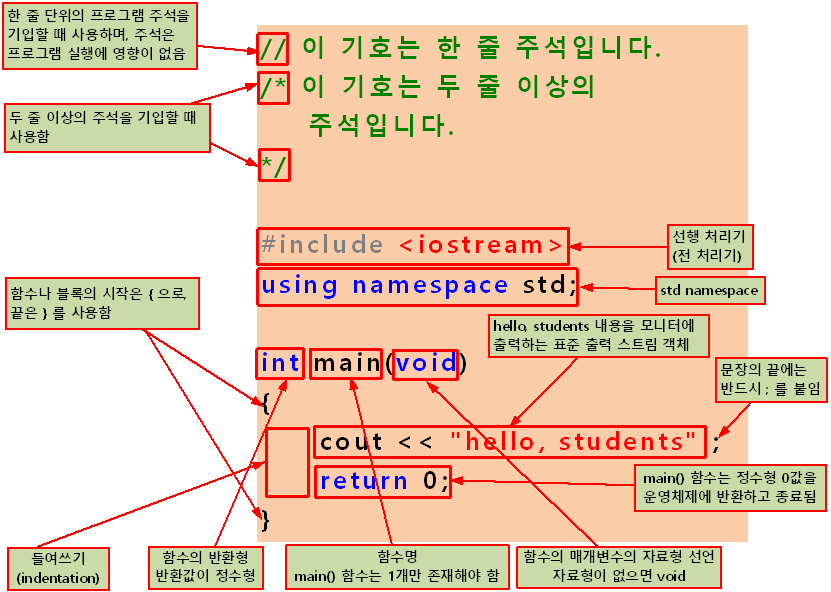 한 줄 단위의 프로그램 주석을
기입할 때 사용하며, 주석은
프로그램 실행에 영향이 없음
// 이 기호는 한 줄 주석입니다.
/* 이 기호는 두 줄 이상의
주석입니다.
*/
두 줄 이상의 주석을 기입할 때
사용함
#include <iostream>
선행 처리기
(전 처리기)
using namespace std;
std namespace
함수나 블록의 시작은 { 으로,
끝은 } 를 사용함
hello, students 내용을 모니터에
출력하는 표준 출력 스트림 객체
int main(void)
문장의 끝에는
반드시 ; 를 붙임
{
cout << "hello, students" ;
return 0;
main() 함수는 정수형 0값을
운영체제에 반환하고 종료됨
}
들여쓰기
(indentation)
함수의 반환형
반환값이 정수형
함수명
main() 함수는 1개만 존재해야 함
함수의 매개변수의 자료형 선언
자료형이 없으면 void